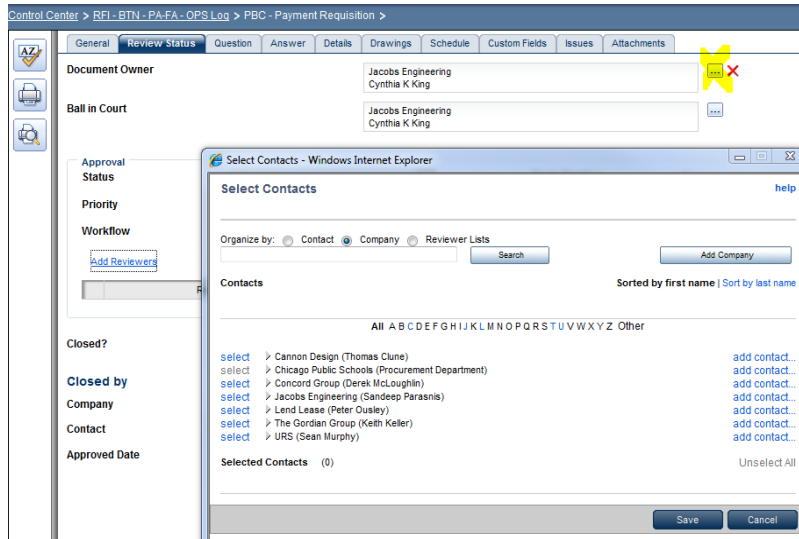 Control Center > RFI - BTN - PA-FA - OPS Log > PBC - Payment Requisition >
General Review Status Question Answer Details Drawings Schedule Custom Fields Issues Attachments
Document Owner
Jacobs Engineering
Cynthia K King
...
Ball in Court
Jacobs Engineering
Cynthia K King
...
Approval
Status
Priority
Workflow
Add Reviewers
R
Closed?
Closed by
Company
Contact
Approved Date
Select Contacts - Windows Internet Explorer
Select Contacts help
Organize by: Contact Company Reviewer Lists
Search Add Company
Contacts Sorted by first name | Sort by last name
All A B C D E F G H I J K L M N O P Q R S T U V W X Y Z Other
select Cannon Design (Thomas Clune) add contact...
select Chicago Public Schools (Procurement Department) add contact...
select Concord Group (Derek McLoughlin) add contact...
select Jacobs Engineering (Sandeep Parasnis) add contact...
select Lend Lease (Peter Ousley) add contact...
select The Gordian Group (Keith Keller) add contact...
select URS (Sean Murphy) add contact...
Selected Contacts (0) Unselect All
Save Cancel